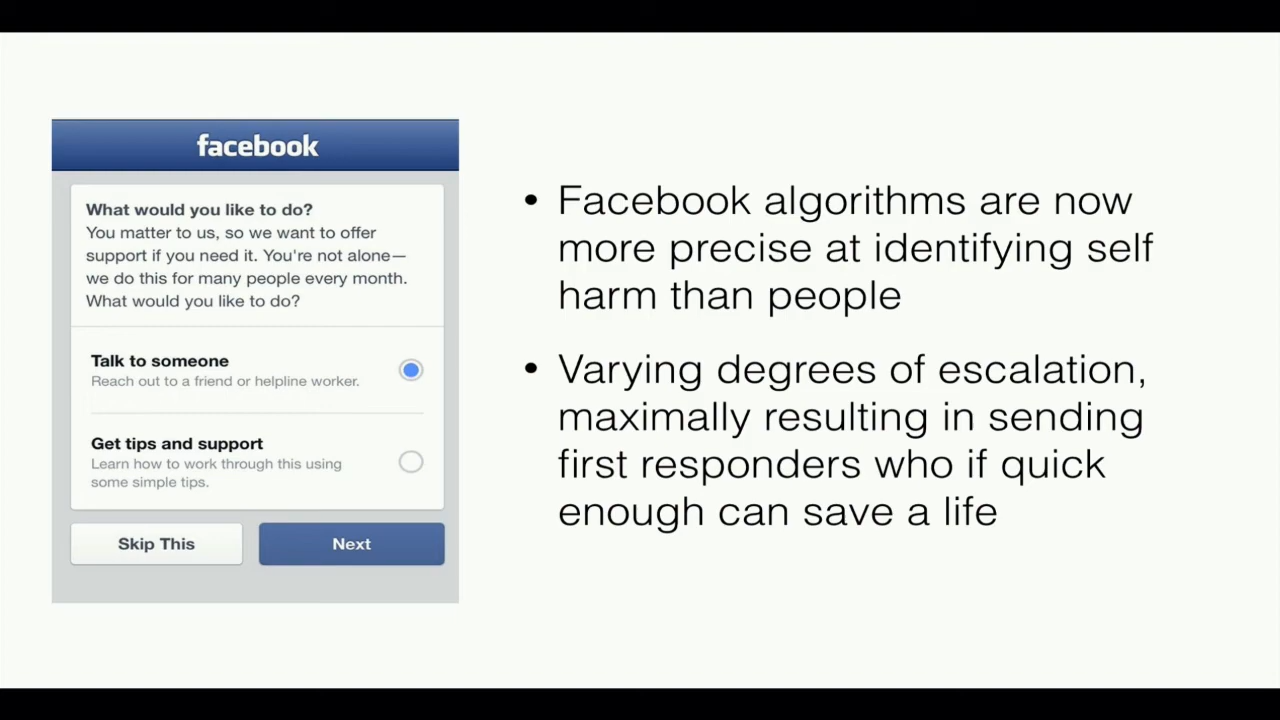 facebook
What would you like to do?
You matter to us, so we want to offer
support if you need it. You're not alone—
we do this for many people every month.
What would you like to do?
Talk to someone
Reach out to a friend or helpline worker.
Get tips and support
Learn how to work through this using
some simple tips.
Skip This
Next
• Facebook algorithms are now
more precise at identifying self
harm than people
• Varying degrees of escalation,
maximally resulting in sending
first responders who if quick
enough can save a life